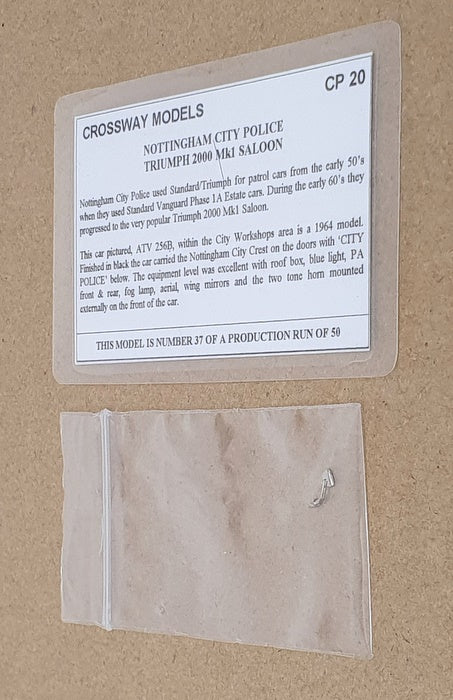 CROSSWAY MODELS
CP 20
NOTTINGHAM CITY POLICE
TRIUMPH 2000 Mk1 SALOON
Nottingham City Police used Standard/Triumph for patrol cars from the early 50's
when they used Standard Vanguard Phase 1A Estate cars. During the early 60's they
progressed to the very popular Triumph 2000 Mk1 Saloon.
This car pictured, ATV 256B, within the City Workshops area is a 1964 model.
Finished in black the car carried the Nottingham City Crest on the doors with 'CITY
POLICE' below. The equipment level was excellent with roof box, blue light, PA
front & rear, fog lamp, aerial, wing mirrors and the two tone horn mounted
externally on the front of the car.
THIS MODEL IS NUMBER 37 OF A PRODUCTION RUN OF 50